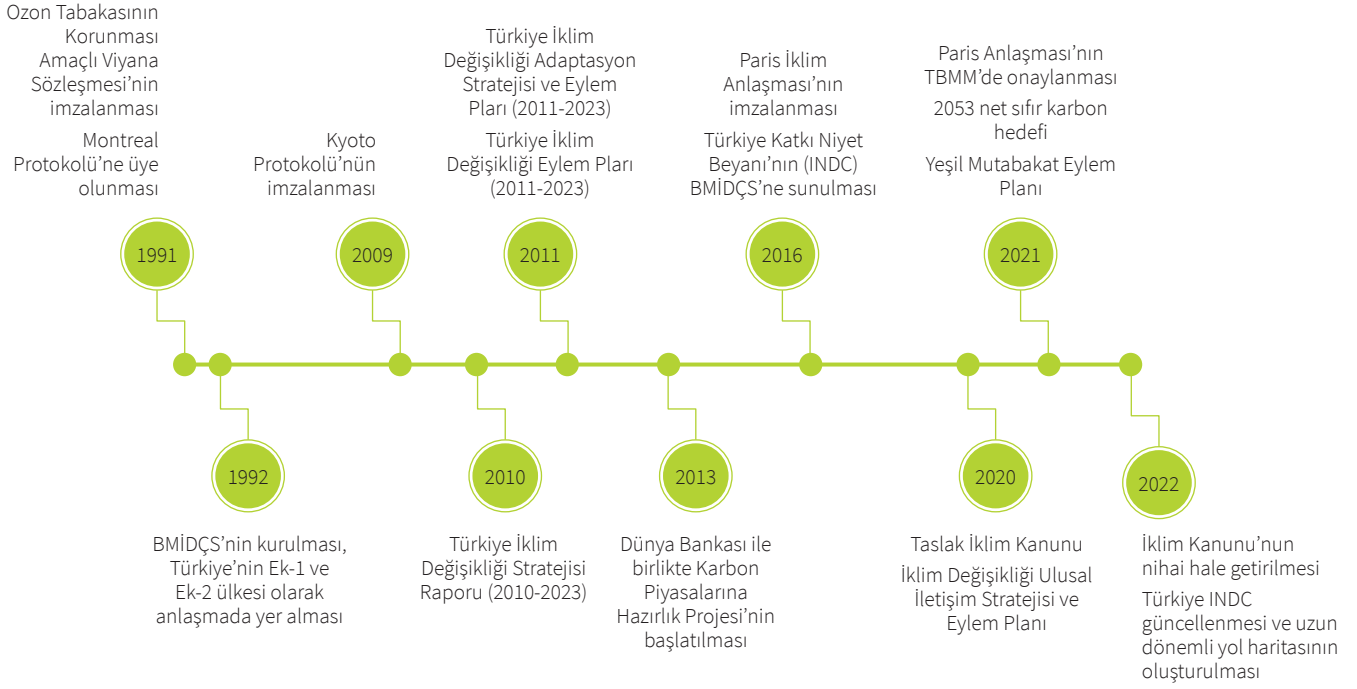 Ozon Tabakasının
Korunması
Amaçlı Viyana
Sözleşmesi’nin
imzalanması
Montreal
Protokolü’ne üye
olunması
1991
Kyoto
Protokolü’nün
imzalanması
2009
Türkiye İklim
Değişikliği Adaptasyon
Stratejisi ve Eylem
Pları (2011-2023)
Türkiye İklim
Değişikliği Eylem Pları
(2011-2023)
2011
Paris İklim
Anlaşması’nın
imzalanması
Türkiye Katkı Niyet
Beyanı’nın (INDC)
BMİDÇS’ne sunulması
2016
Paris Anlaşması’nın
TBMM’de onaylanması
2053 net sıfır karbon
hedefi
Yeşil Mutabakat Eylem
Planı
2021
1992
BMİDÇS’nin kurulması,
Türkiye’nin Ek-1 ve
Ek-2 ülkesi olarak
anlaşmada yer alması
2010
Türkiye İklim
Değişikliği Stratejisi
Raporu (2010-2023)
2013
Dünya Bankası ile
birlikte Karbon
Piyasalarına
Hazırlık Projesi’nin
başlatılması
2020
Taslak İklim Kanunu
İklim Değişikliği Ulusal
İletişim Stratejisi ve
Eylem Planı
2022
İklim Kanunu’nun
nihai hale getirilmesi
Türkiye INDC
güncellenmesi ve uzun
dönemli yol haritasının
oluşturulması